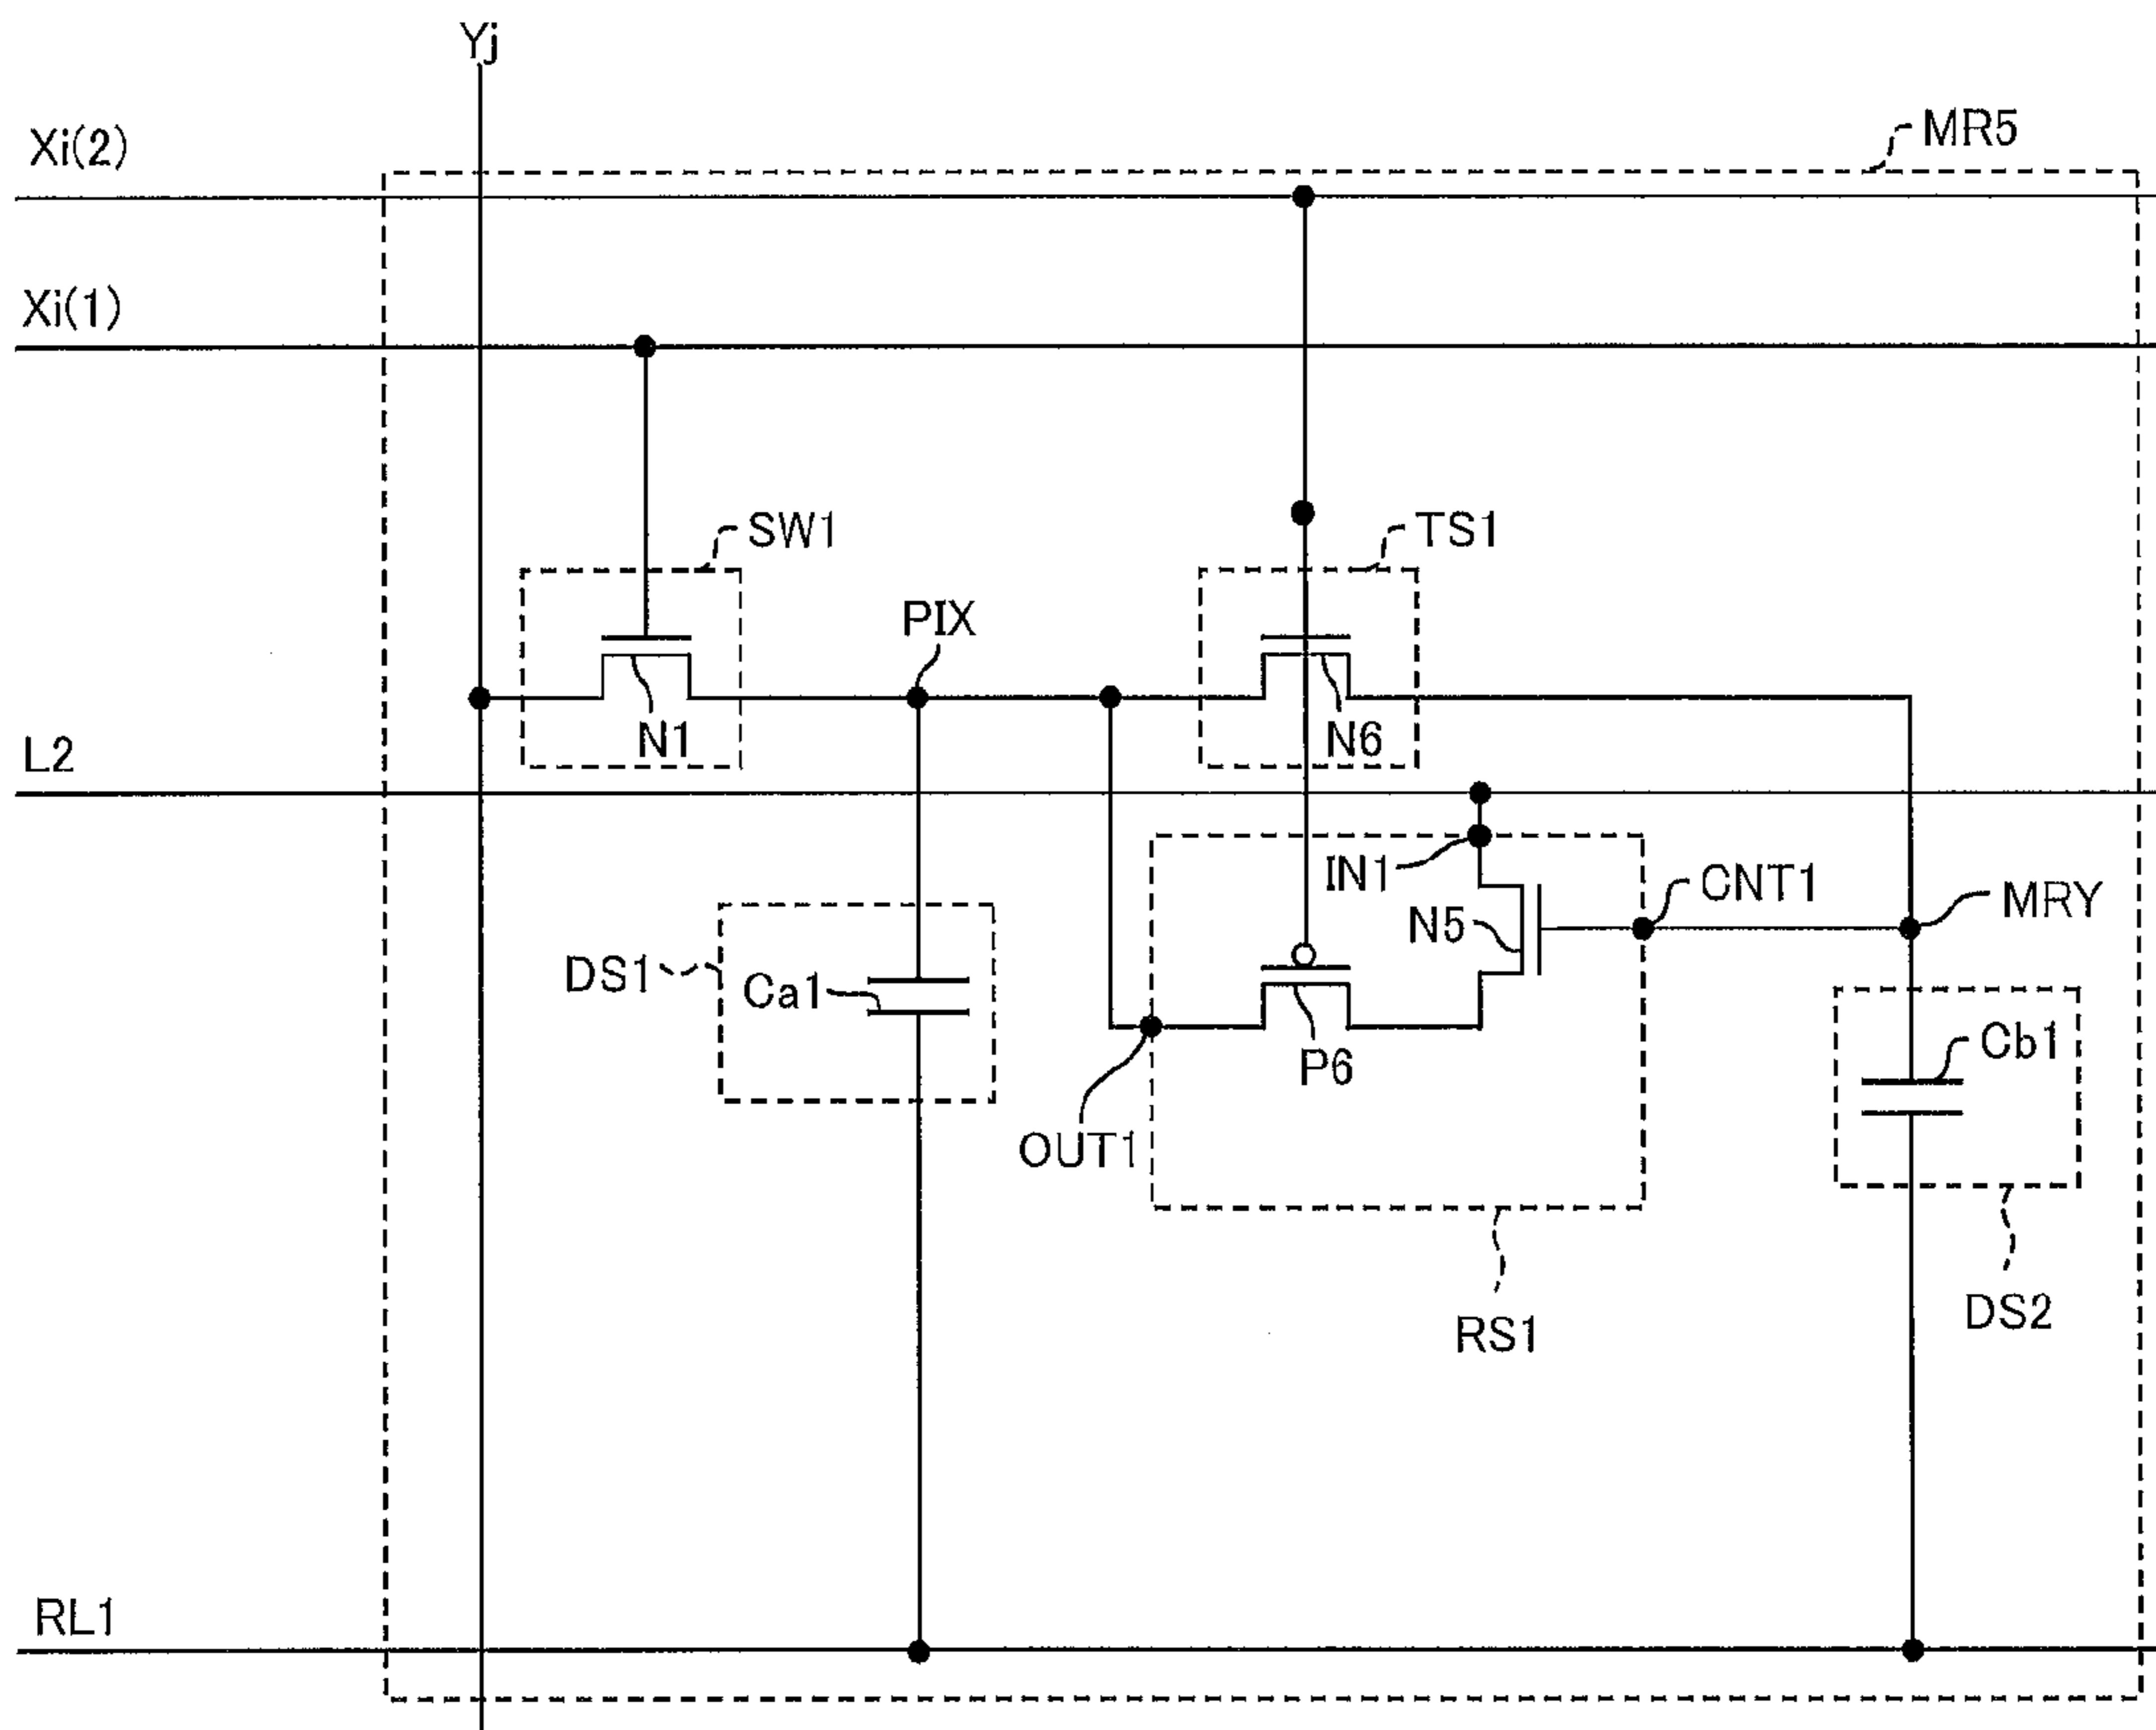 Yj
Xi(2)
MR5
Xi(1)
SW1
TS1
PIX
N1
N6
L2
IN1
CNT1
MRY
N5
DS1
Ca1
Cb1
P6
OUT1
DS2
RS1
RL1